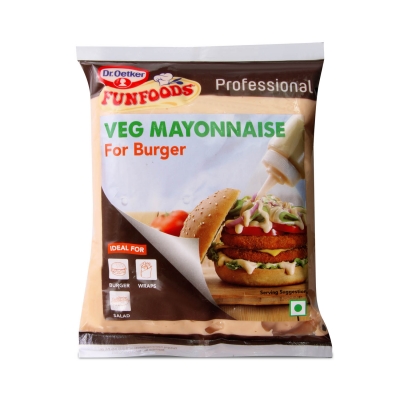 Dr.Oetker
FUNFOODS
Professional
VEG MAYONNAISE
For Burger
IDEAL FOR
BURGER
WRAPS
SALAD
Serving Suggestion